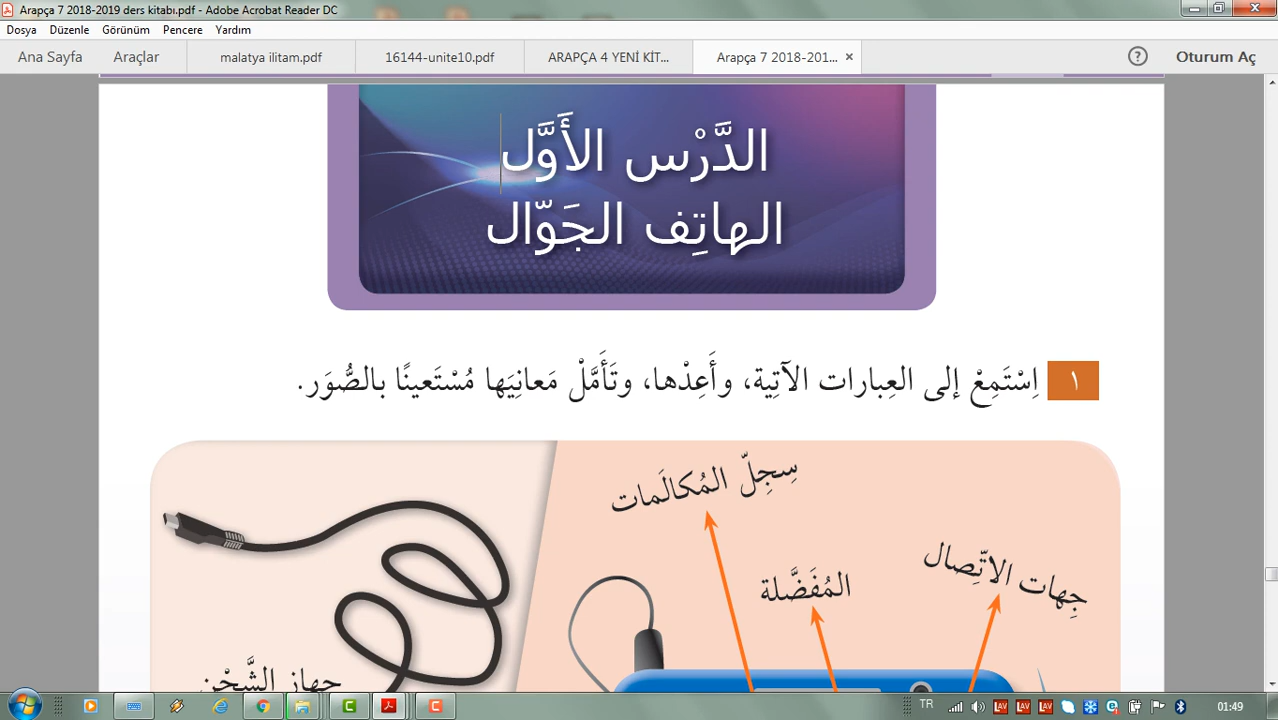 Arapça 7 2018-2019 ders kitabı.pdf - Adobe Acrobat Reader DC
Dosya Düzenle Görünüm Pencere Yardım
Ana Sayfa Araçlar malatya ilitam.pdf 16144-unite10.pdf ARAPÇA 4 YENİ KİT... Arapça 7 2018-201... × ? Oturum Aç
الدَّرْس الأَوَّل
الهاتِف الجَوّال
١ اِسْتَمِعْ إلى العِبارات الآتِية، وأَعِدْها، وتَأَمَّلْ مَعانِيَها مُسْتَعينًا بالصُّوَر.
سِجِلّ المُكالَمات
جِهات الاتِّصال
المُفَضَّلة
جهاز الشَّحْن
TR 01:49